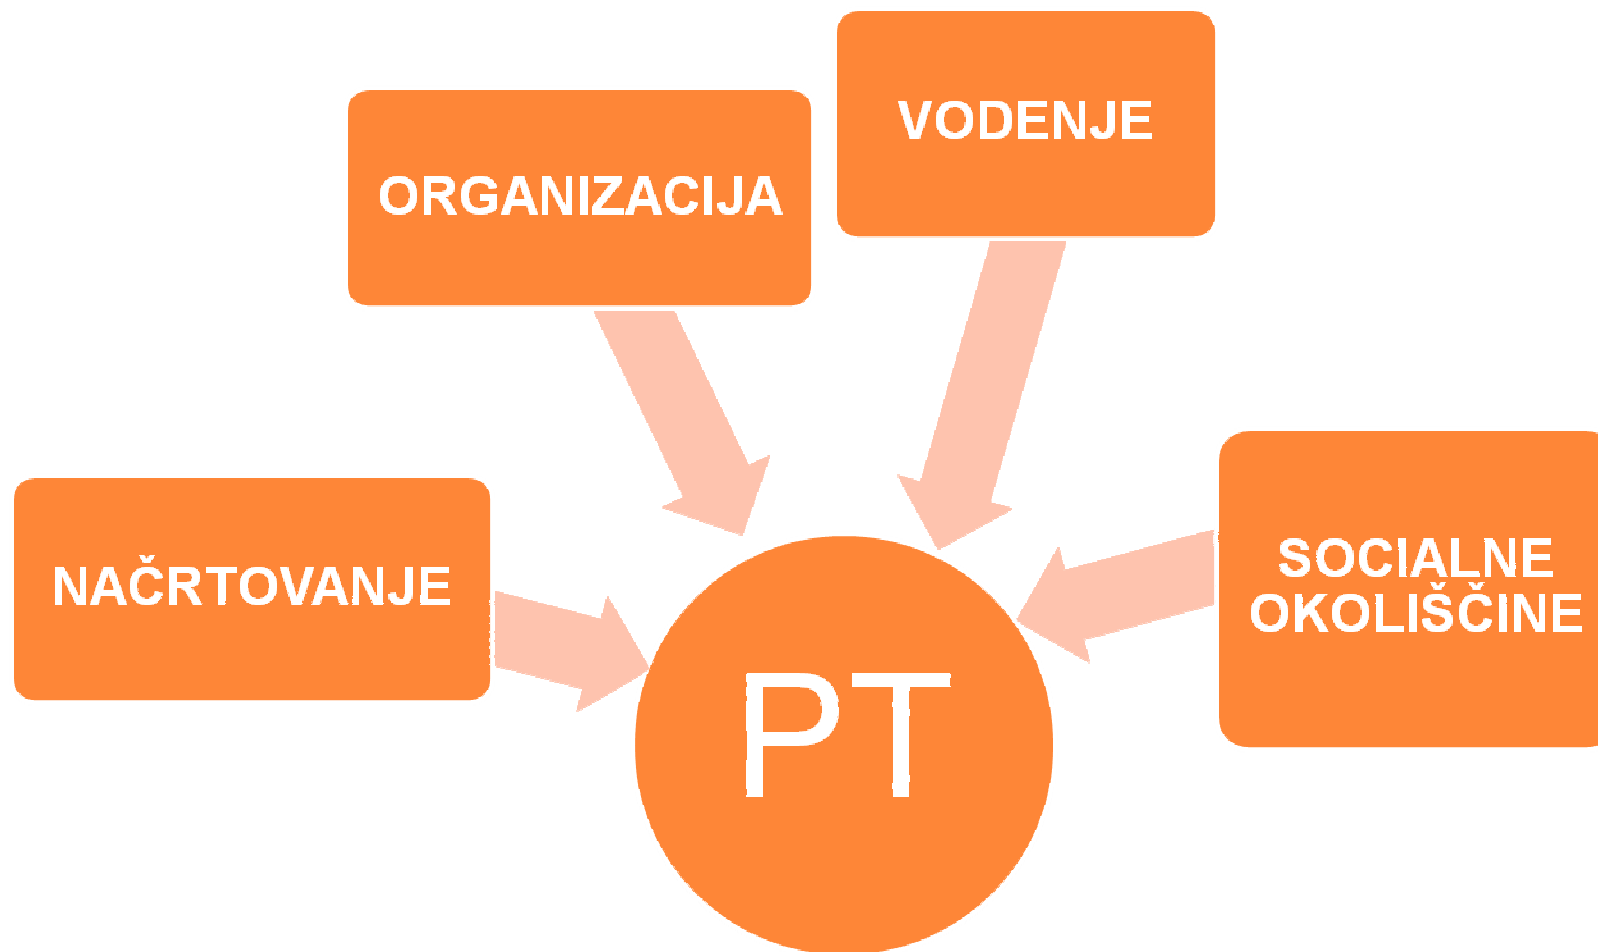 VODENJE
ORGANIZACIJA
NAČRTOVANJE
SOCIALNE
OKOLIŠČINE
PT